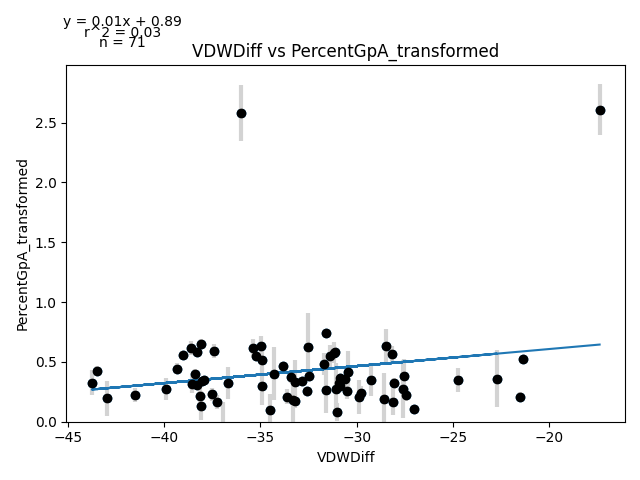 y = 0.01x + 0.89
r^2 = 0.03
n = 71
VDWDiff vs PercentGpA_transformed
PercentGpA_transformed
2.5
2.0
1.5
1.0
0.5
0.0
−45
−40
−35
−30
−25
−20
VDWDiff